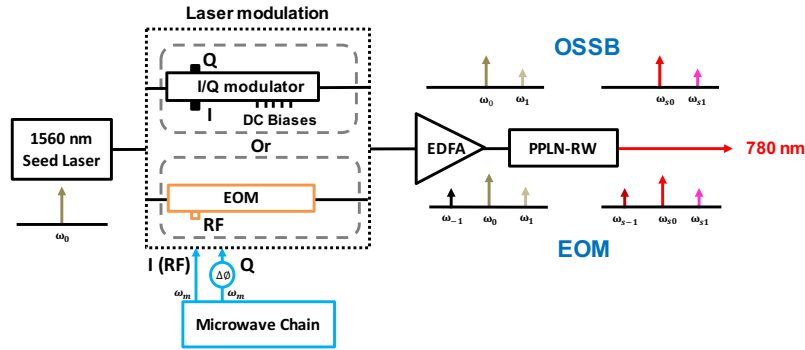 Laser modulation
OSSB
Q
I/Q modulator
I
DC Biases
ω₀
ω₁
ωₛ₀
ωₛ₁
1560 nm
Seed Laser
Or
EDFA
PPLN-RW
780 nm
EOM
RF
ω₀
ω₋₁
ω₀
ω₁
ωₛ₋₁
ωₛ₀
ωₛ₁
EOM
I (RF)
Q
Δø
ωₘ
ωₘ
Microwave Chain